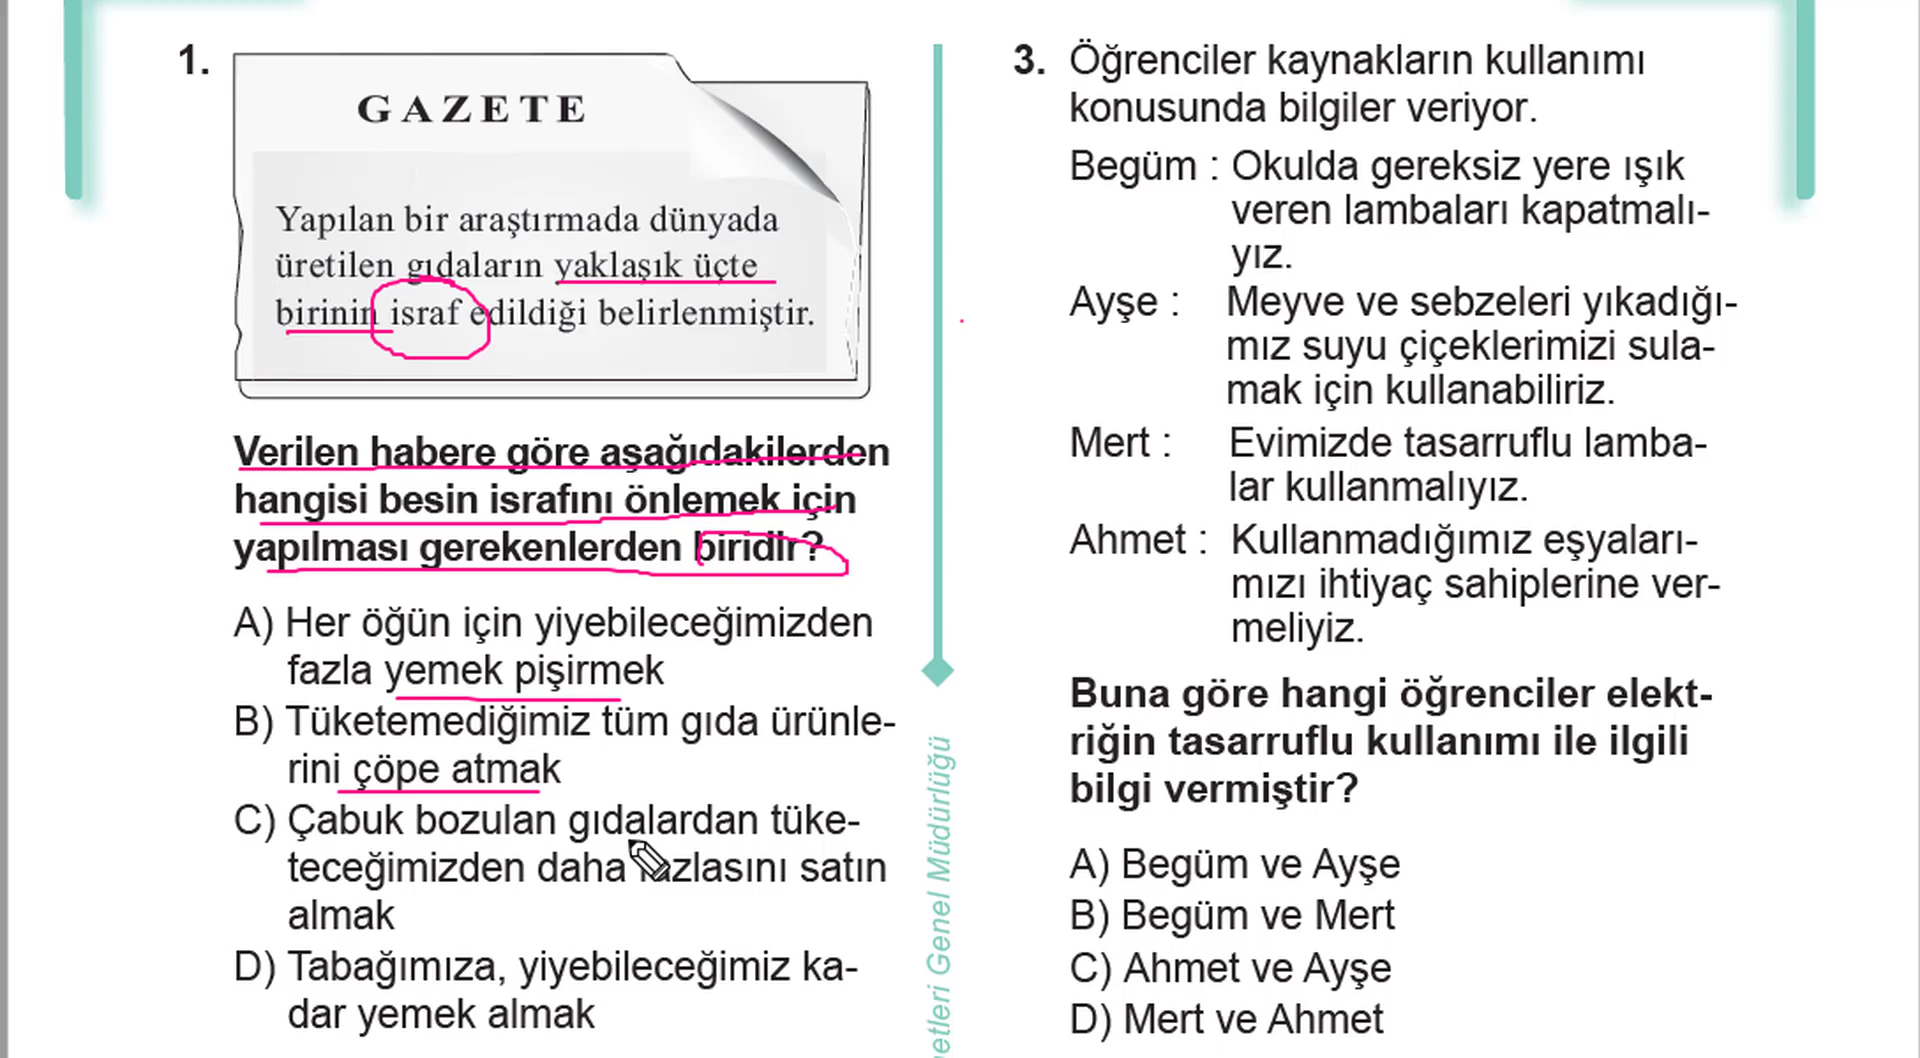 1.
GAZETE
Yapılan bir araştırmada dünyada
üretilen gıdaların yaklaşık üçte
birinin israf edildiği belirlenmiştir.
Verilen habere göre aşağıdakilerden
hangisi besin israfını önlemek için
yapılması gerekenlerden biridir?
A) Her öğün için yiyebileceğimizden
fazla yemek pişirmek
B) Tüketemediğimiz tüm gıda ürünle-
rini çöpe atmak
C) Çabuk bozulan gıdalardan tüke-
teceğimizden daha fazlasını satın
almak
D) Tabağımıza, yiyebileceğimiz ka-
dar yemek almak
etleri Genel Müdürlüğü
3. Öğrenciler kaynakların kullanımı
konusunda bilgiler veriyor.
Begüm : Okulda gereksiz yere ışık
veren lambaları kapatmalı-
yız.
Ayşe : Meyve ve sebzeleri yıkadığı-
mız suyu çiçeklerimizi sula-
mak için kullanabiliriz.
Mert : Evimizde tasarruflu lamba-
lar kullanmalıyız.
Ahmet : Kullanmadığımız eşyaları-
mızı ihtiyaç sahiplerine ver-
meliyiz.
Buna göre hangi öğrenciler elekt-
riğin tasarruflu kullanımı ile ilgili
bilgi vermiştir?
A) Begüm ve Ayşe
B) Begüm ve Mert
C) Ahmet ve Ayşe
D) Mert ve Ahmet